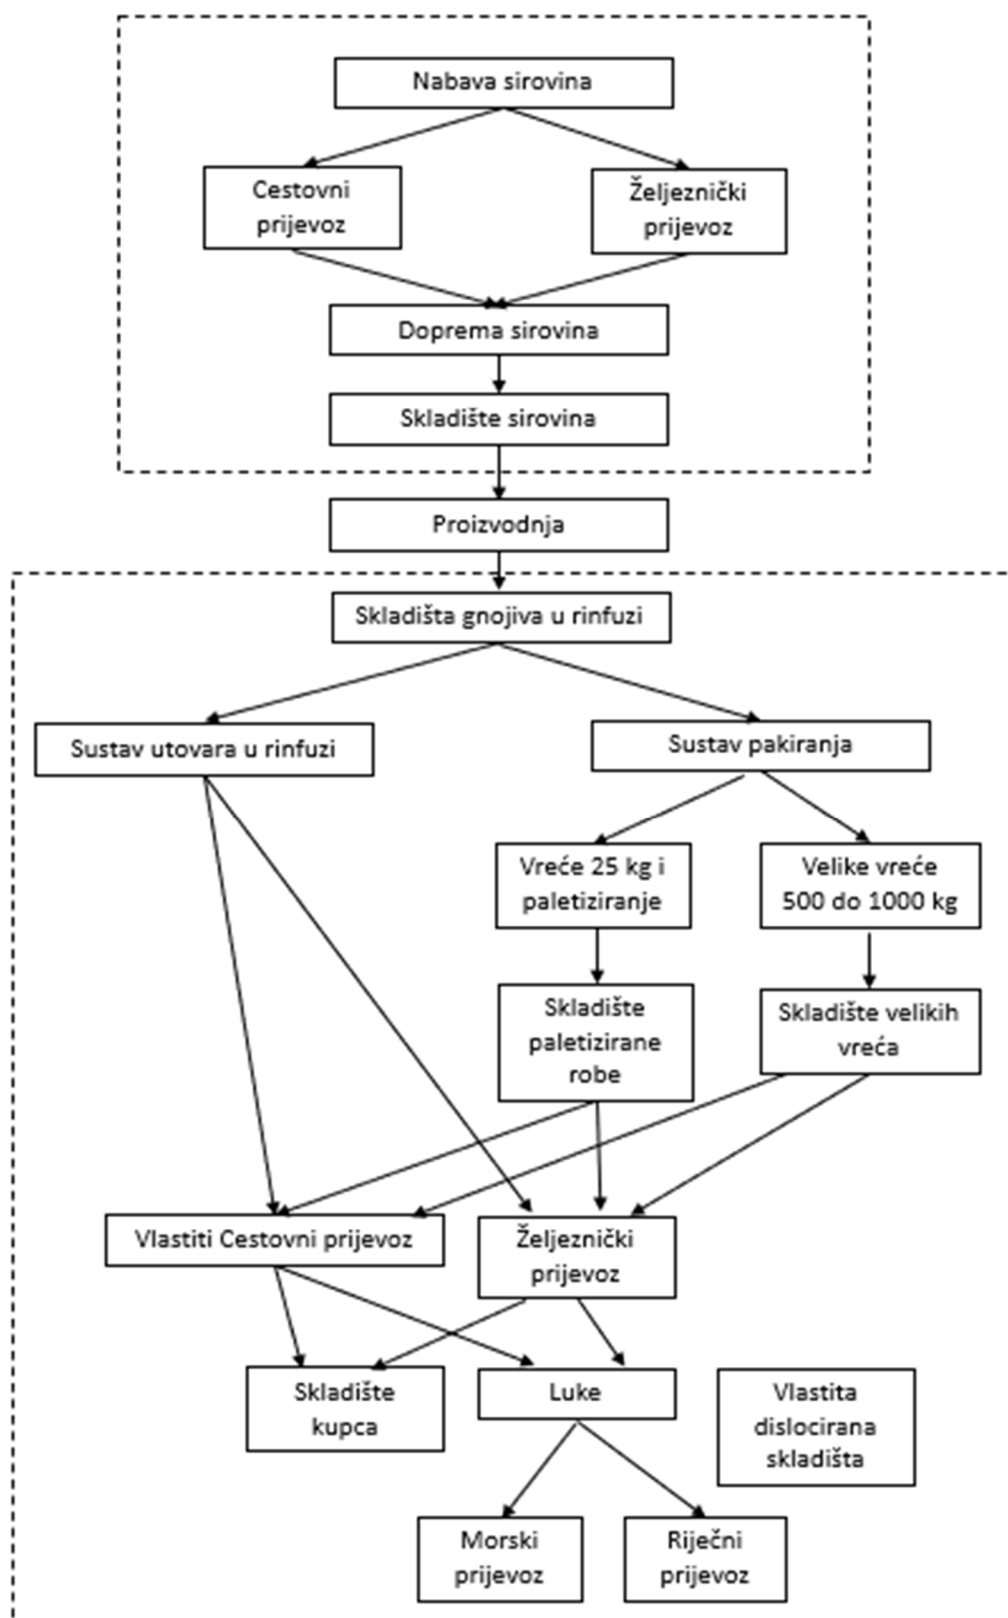 Nabava sirovina
Cestovni
prijevoz
Željeznički
prijevoz
Doprema sirovina
Skladište sirovina
Proizvodnja
Skladišta gnojiva u rinfuzi
Sustav utovara u rinfuzi
Sustav pakiranja
Vreće 25 kg i
paletiziranje
Velike vreće
500 do 1000 kg
Skladište
paletizirane
robe
Skladište velikih
vreća
Vlastiti Cestovni prijevoz
Željeznički
prijevoz
Skladište
kupca
Luke
Vlastita
dislocirana
skladišta
Morski
prijevoz
Riječni
prijevoz